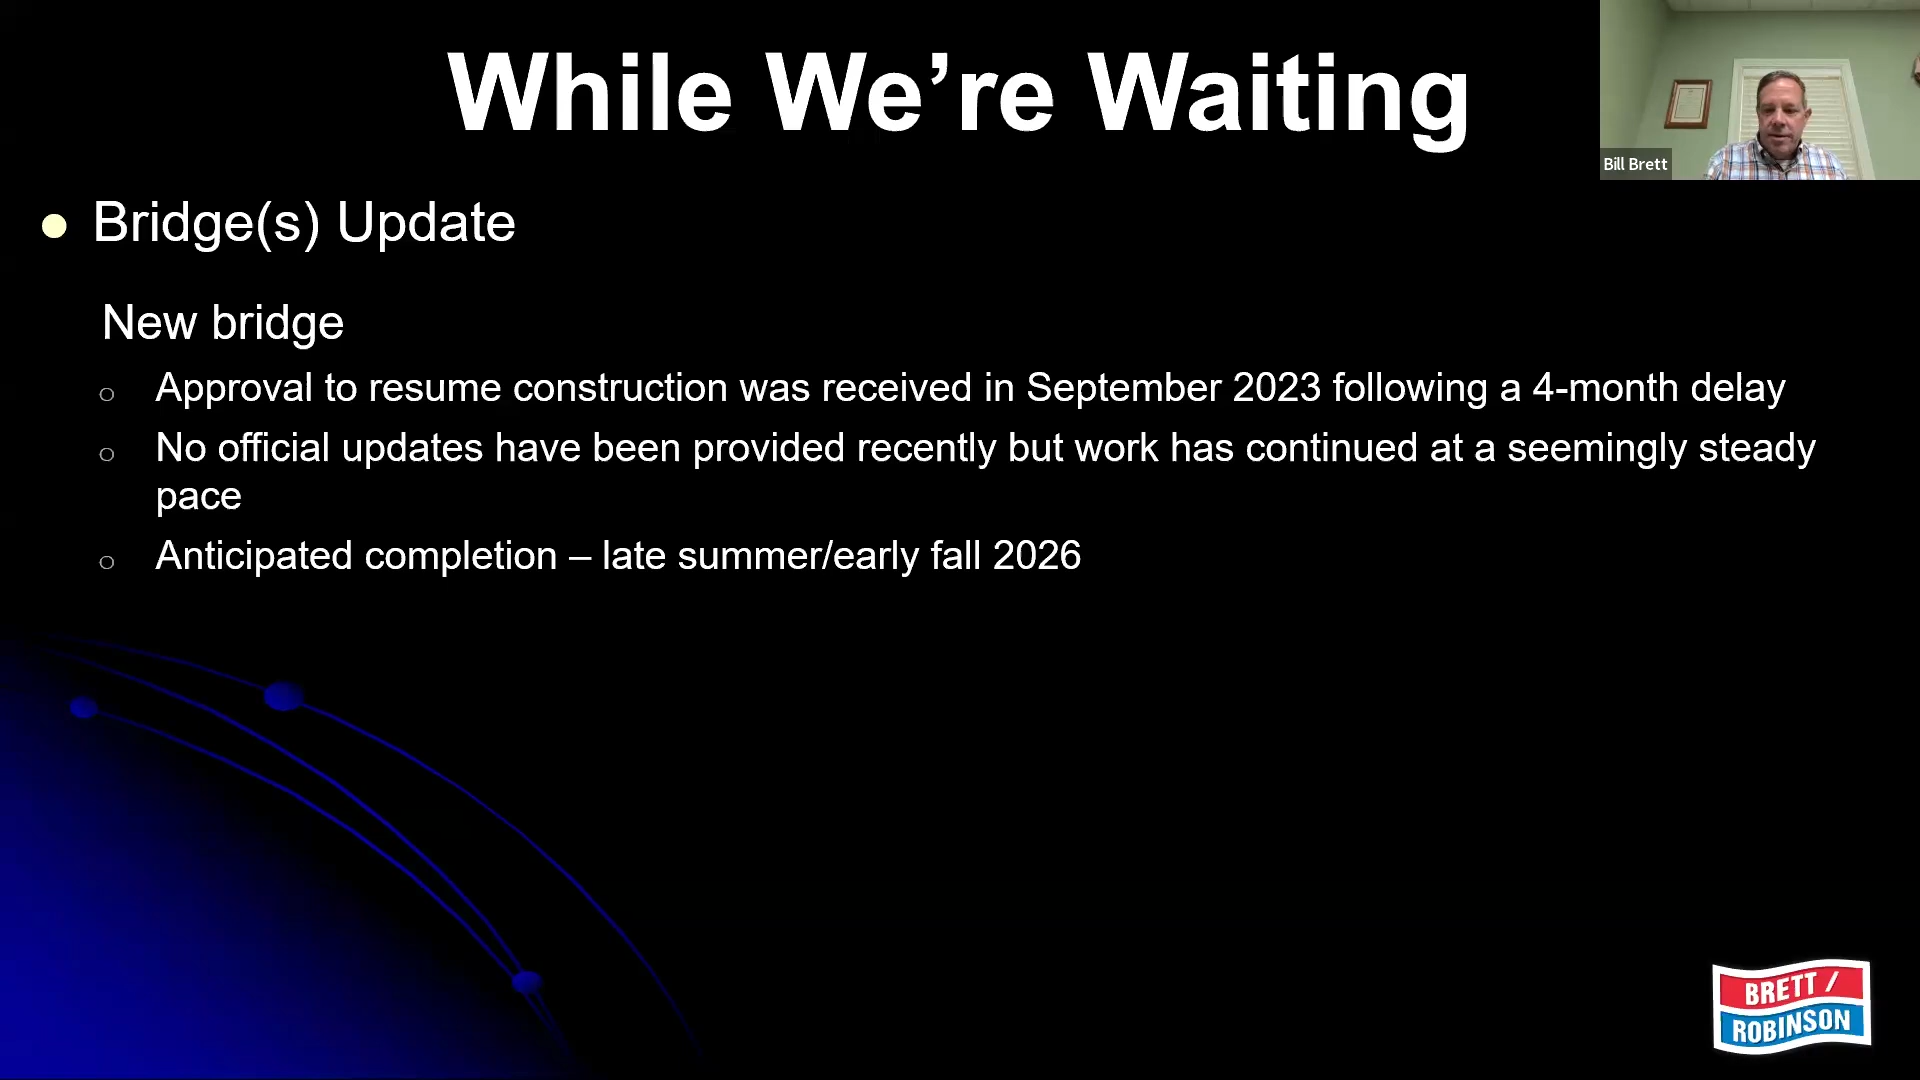 While We’re Waiting
Bill Brett
● Bridge(s) Update
New bridge
○ Approval to resume construction was received in September 2023 following a 4-month delay
○ No official updates have been provided recently but work has continued at a seemingly steady
pace
○ Anticipated completion – late summer/early fall 2026
BRETT /
ROBINSON